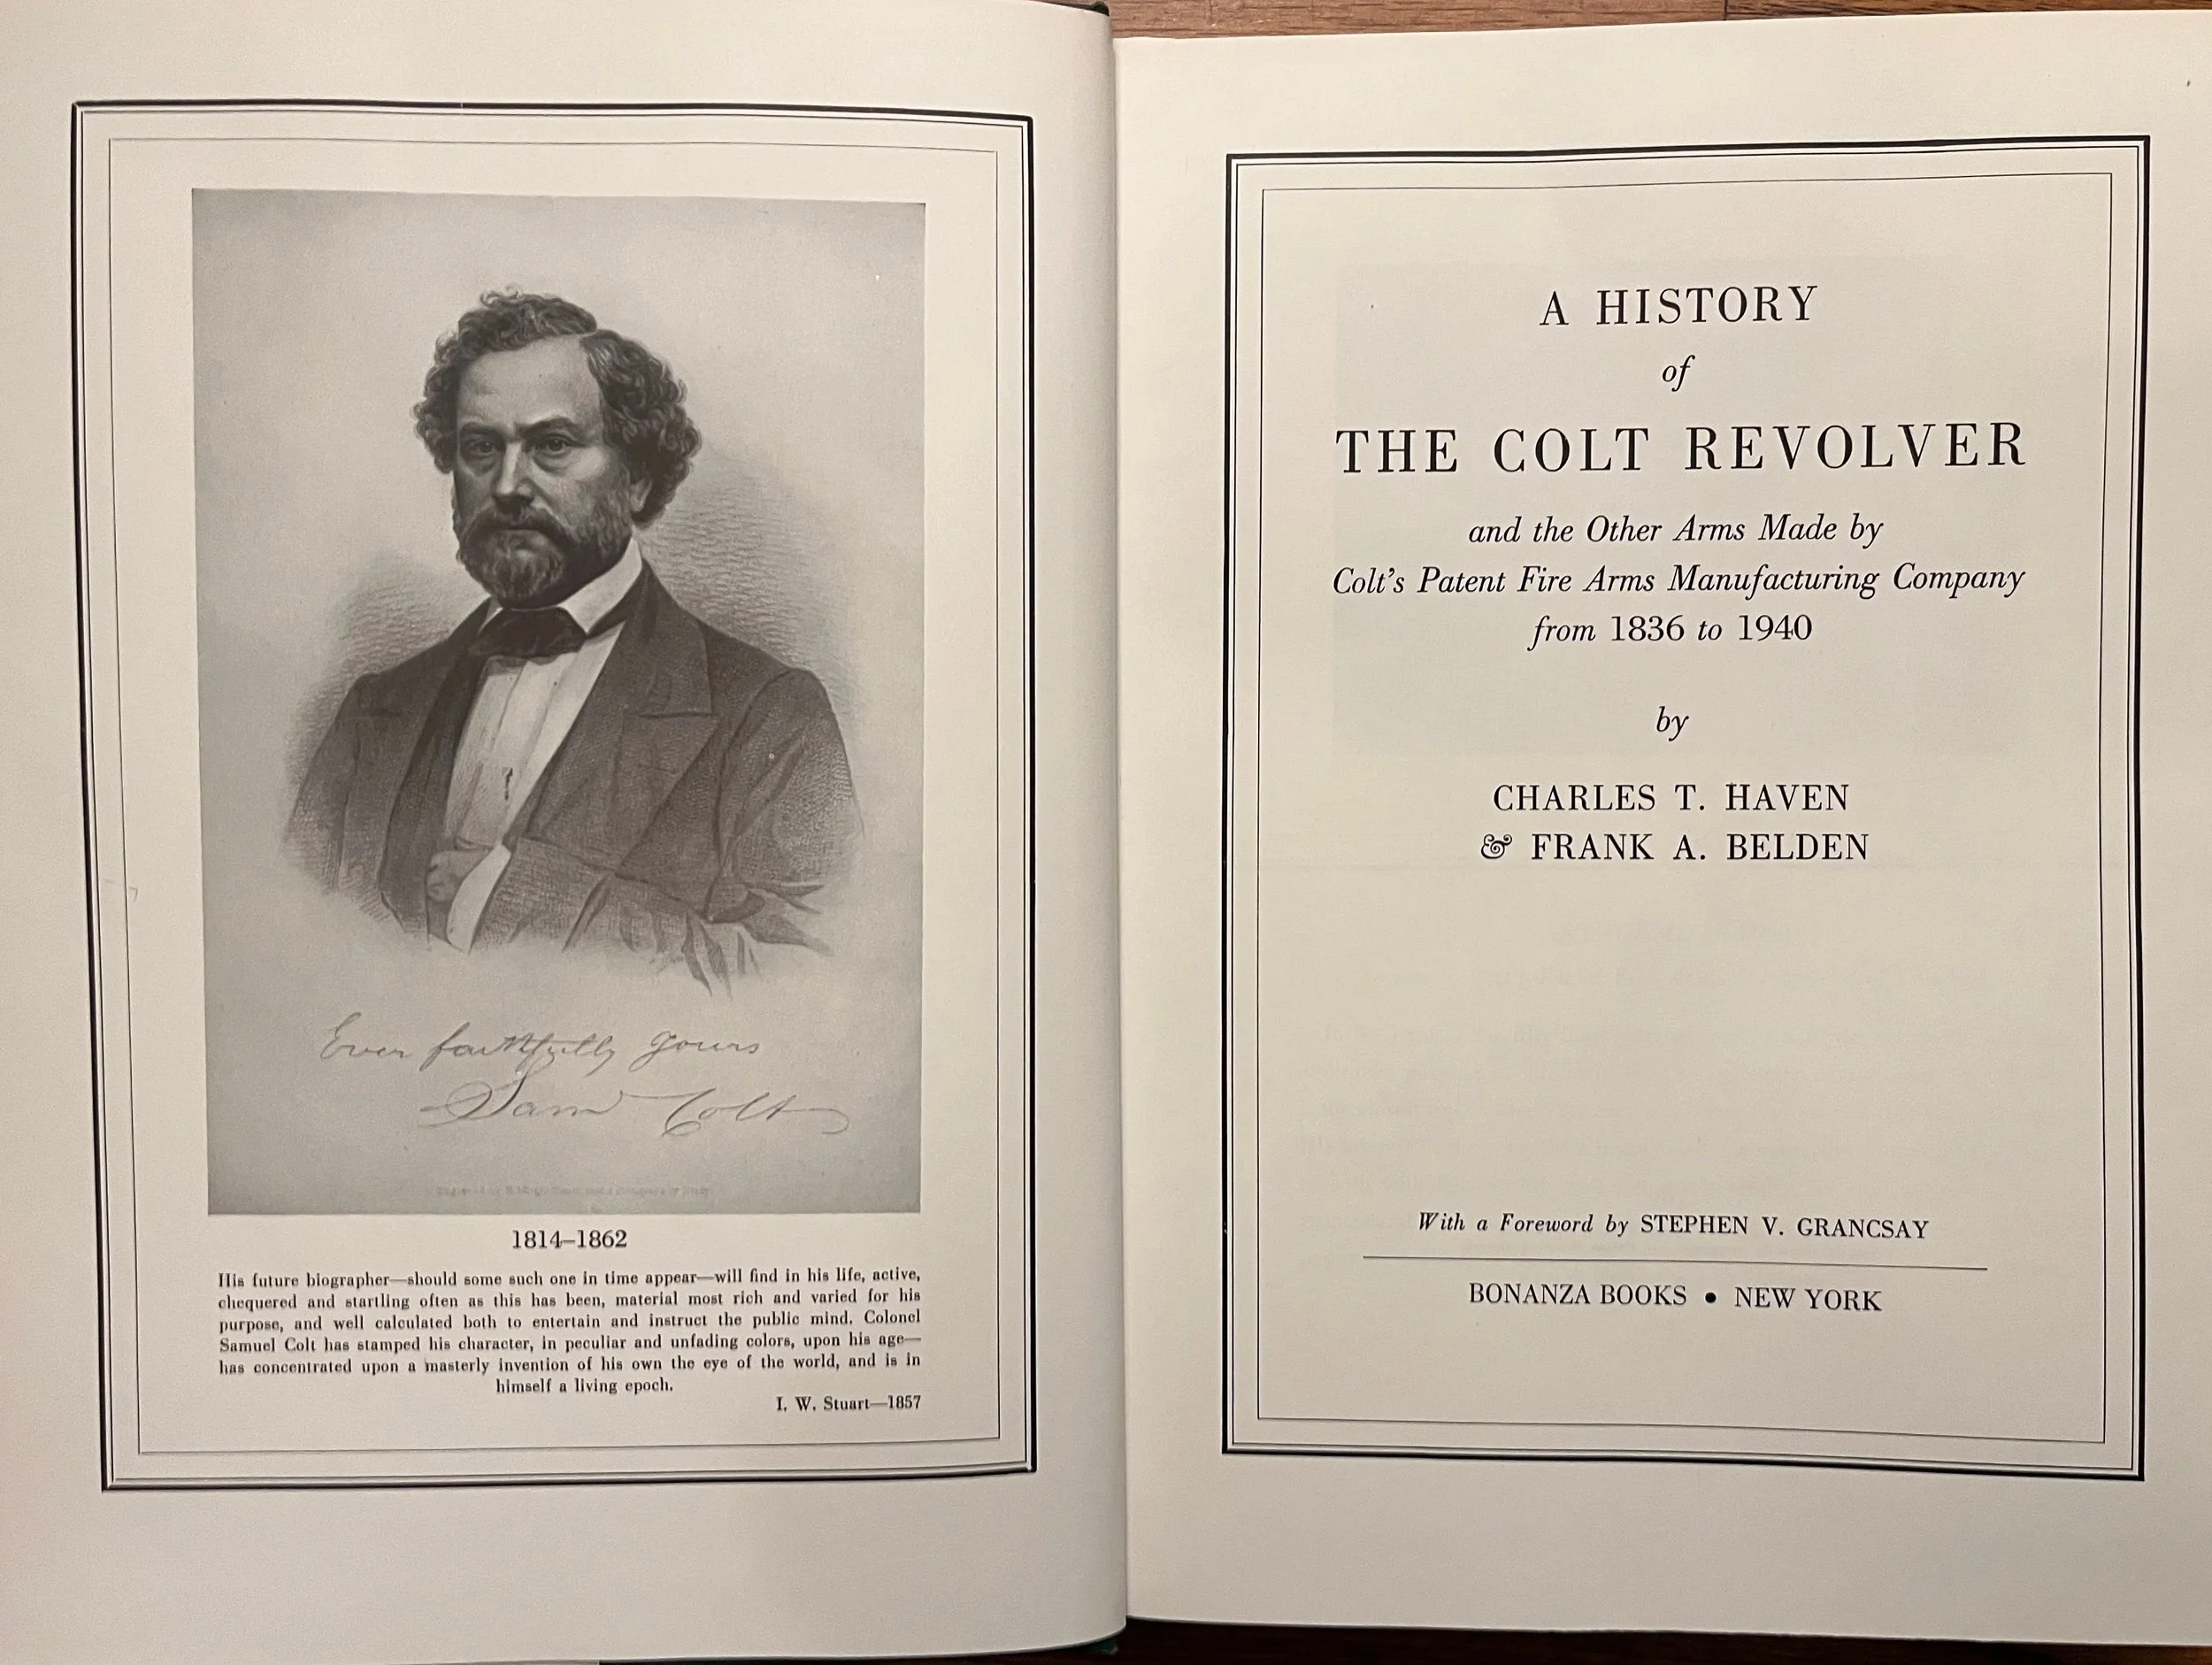 Ever faithfully yours
Sam Colt
1814–1862
His future biographer—should some such one in time appear—will find in his life, active,
chequered and startling often as this has been, material most rich and varied for his
purpose, and well calculated both to entertain and instruct the public mind. Colonel
Samuel Colt has stamped his character, in peculiar and unfading colors, upon his age—
has concentrated upon a masterly invention of his own the eye of the world, and is in
himself a living epoch.
I. W. Stuart—1857
A HISTORY
of
THE COLT REVOLVER
and the Other Arms Made by
Colt's Patent Fire Arms Manufacturing Company
from 1836 to 1940
by
CHARLES T. HAVEN
& FRANK A. BELDEN
With a Foreword by STEPHEN V. GRANCSAY
BONANZA BOOKS • NEW YORK